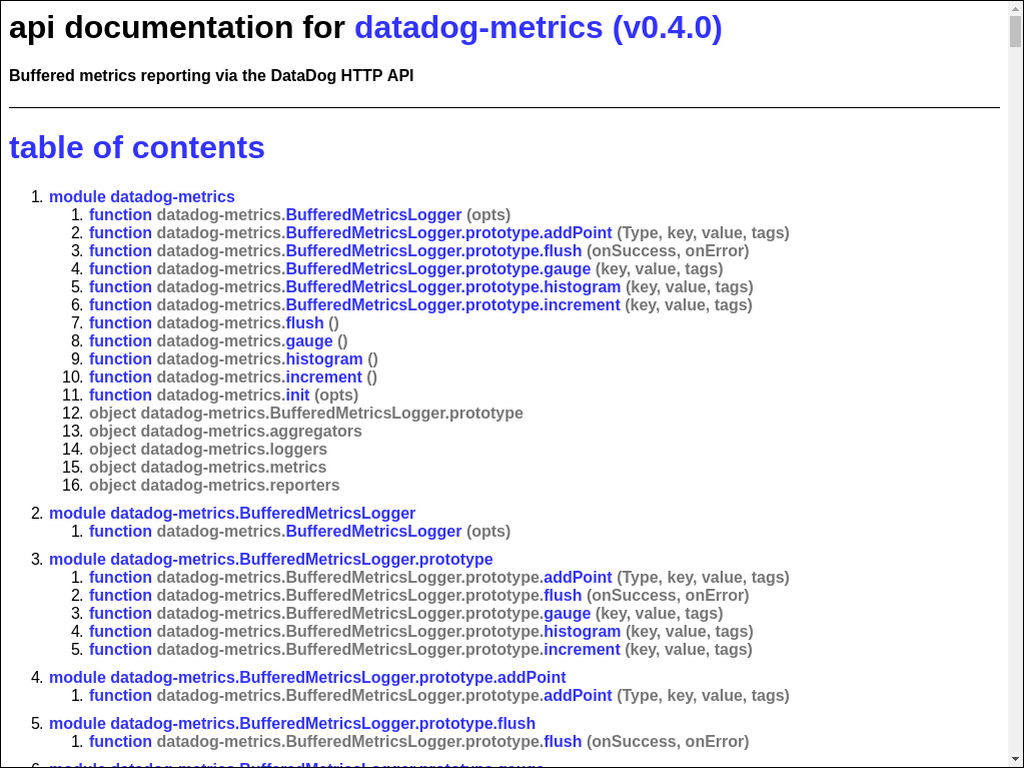 api documentation for datadog-metrics (v0.4.0)
Buffered metrics reporting via the DataDog HTTP API
table of contents
1. module datadog-metrics
1. function datadog-metrics.BufferedMetricsLogger (opts)
2. function datadog-metrics.BufferedMetricsLogger.prototype.addPoint (Type, key, value, tags)
3. function datadog-metrics.BufferedMetricsLogger.prototype.flush (onSuccess, onError)
4. function datadog-metrics.BufferedMetricsLogger.prototype.gauge (key, value, tags)
5. function datadog-metrics.BufferedMetricsLogger.prototype.histogram (key, value, tags)
6. function datadog-metrics.BufferedMetricsLogger.prototype.increment (key, value, tags)
7. function datadog-metrics.flush ()
8. function datadog-metrics.gauge ()
9. function datadog-metrics.histogram ()
10. function datadog-metrics.increment ()
11. function datadog-metrics.init (opts)
12. object datadog-metrics.BufferedMetricsLogger.prototype
13. object datadog-metrics.aggregators
14. object datadog-metrics.loggers
15. object datadog-metrics.metrics
16. object datadog-metrics.reporters
2. module datadog-metrics.BufferedMetricsLogger
1. function datadog-metrics.BufferedMetricsLogger (opts)
3. module datadog-metrics.BufferedMetricsLogger.prototype
1. function datadog-metrics.BufferedMetricsLogger.prototype.addPoint (Type, key, value, tags)
2. function datadog-metrics.BufferedMetricsLogger.prototype.flush (onSuccess, onError)
3. function datadog-metrics.BufferedMetricsLogger.prototype.gauge (key, value, tags)
4. function datadog-metrics.BufferedMetricsLogger.prototype.histogram (key, value, tags)
5. function datadog-metrics.BufferedMetricsLogger.prototype.increment (key, value, tags)
4. module datadog-metrics.BufferedMetricsLogger.prototype.addPoint
1. function datadog-metrics.BufferedMetricsLogger.prototype.addPoint (Type, key, value, tags)
5. module datadog-metrics.BufferedMetricsLogger.prototype.flush
1. function datadog-metrics.BufferedMetricsLogger.prototype.flush (onSuccess, onError)
6. module datadog-metrics.BufferedMetricsLogger.prototype.gauge